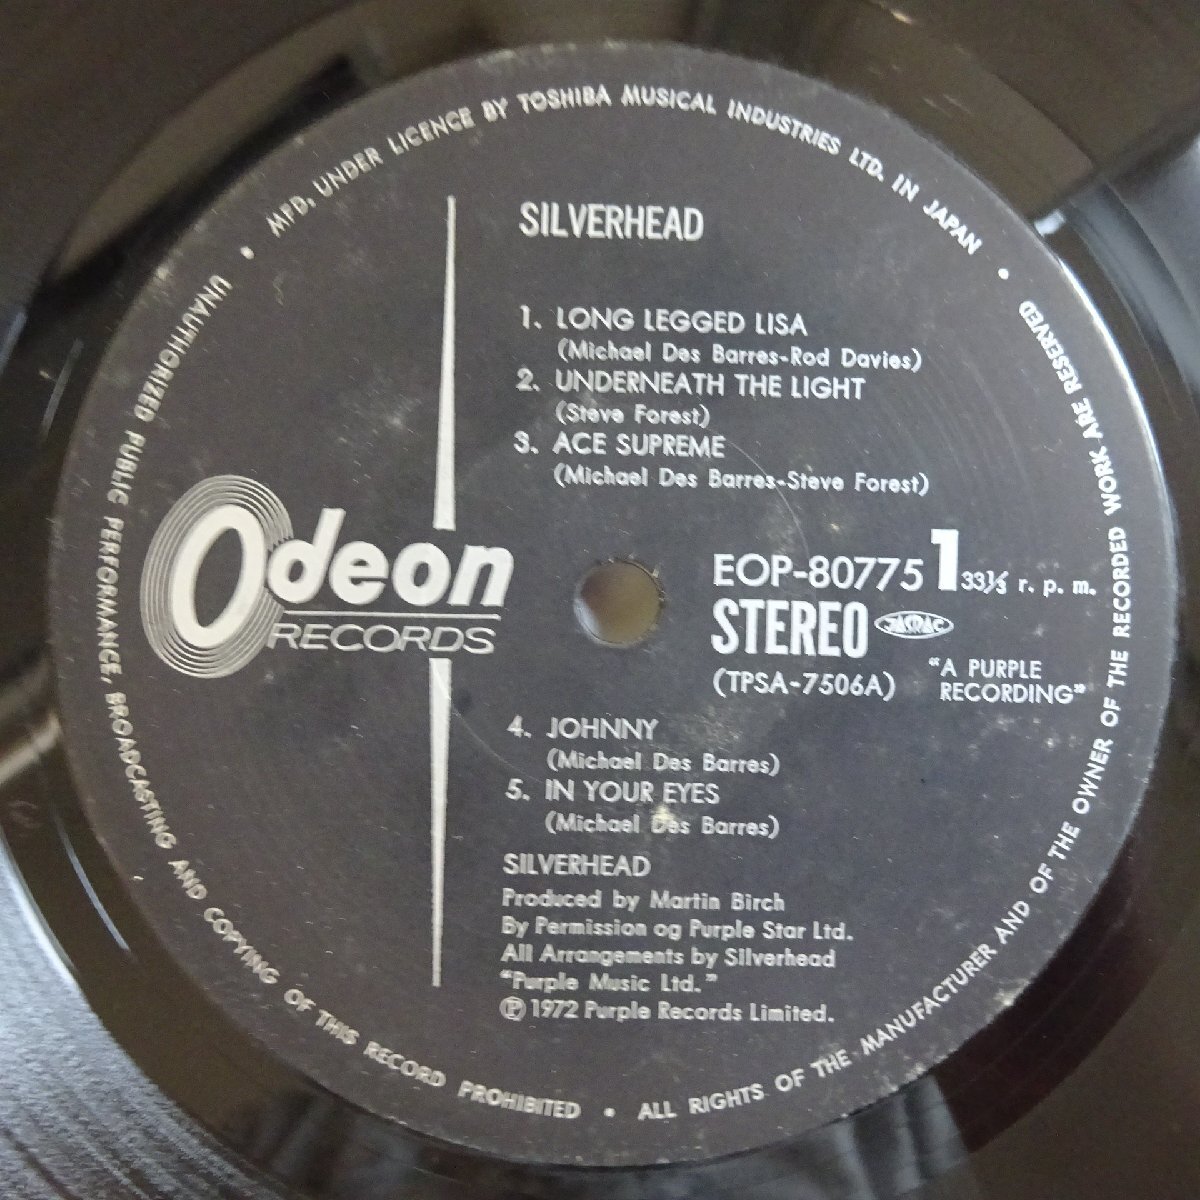 MFD. UNDER LICENCE BY TOSHIBA MUSICAL INDUSTRIES LTD. IN JAPAN •
SILVERHEAD
1. LONG LEGGED LISA
(Michael Des Barres-Rod Davies)
2. UNDERNEATH THE LIGHT
(Steve Forest)
3. ACE SUPREME
(Michael Des Barres-Steve Forest)
Odeon
RECORDS
EOP-80775 1 33⅓ r. p. m.
STEREO JASRAC
(TPSA-7506A) "A PURPLE
RECORDING"
4. JOHNNY
(Michael Des Barres)
5. IN YOUR EYES
(Michael Des Barres)
SILVERHEAD
Produced by Martin Birch
By Permission og Purple Star Ltd.
All Arrangements by Silverhead
"Purple Music Ltd."
Ⓟ 1972 Purple Records Limited.
UNAUTHORIZED PUBLIC PERFORMANCE, BROADCASTING AND COPYING OF THIS RECORD PROHIBITED •
ALL RIGHTS OF THE MANUFACTURER AND OF THE OWNER OF THE RECORDED WORK ARE RESERVED •